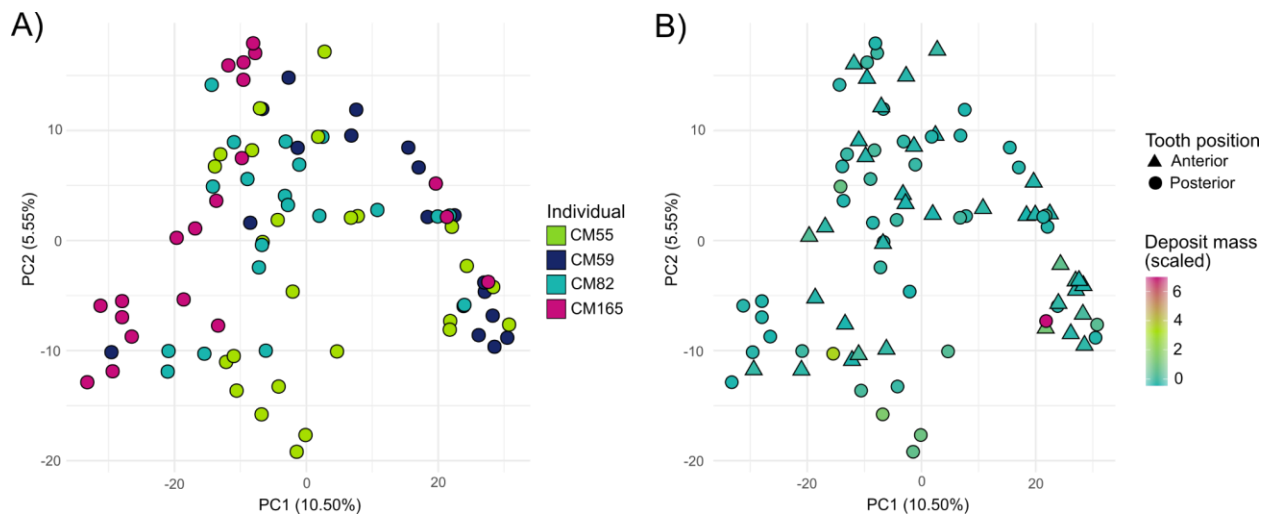 A)
10
0
-10
-20
PC2 (5.55%)
-20
0
20
PC1 (10.50%)
Individual
CM55
CM59
CM82
CM165
B)
10
0
-10
-20
PC2 (5.55%)
-20
0
20
PC1 (10.50%)
Tooth position
Anterior
Posterior
Deposit mass
(scaled)
6
4
2
0